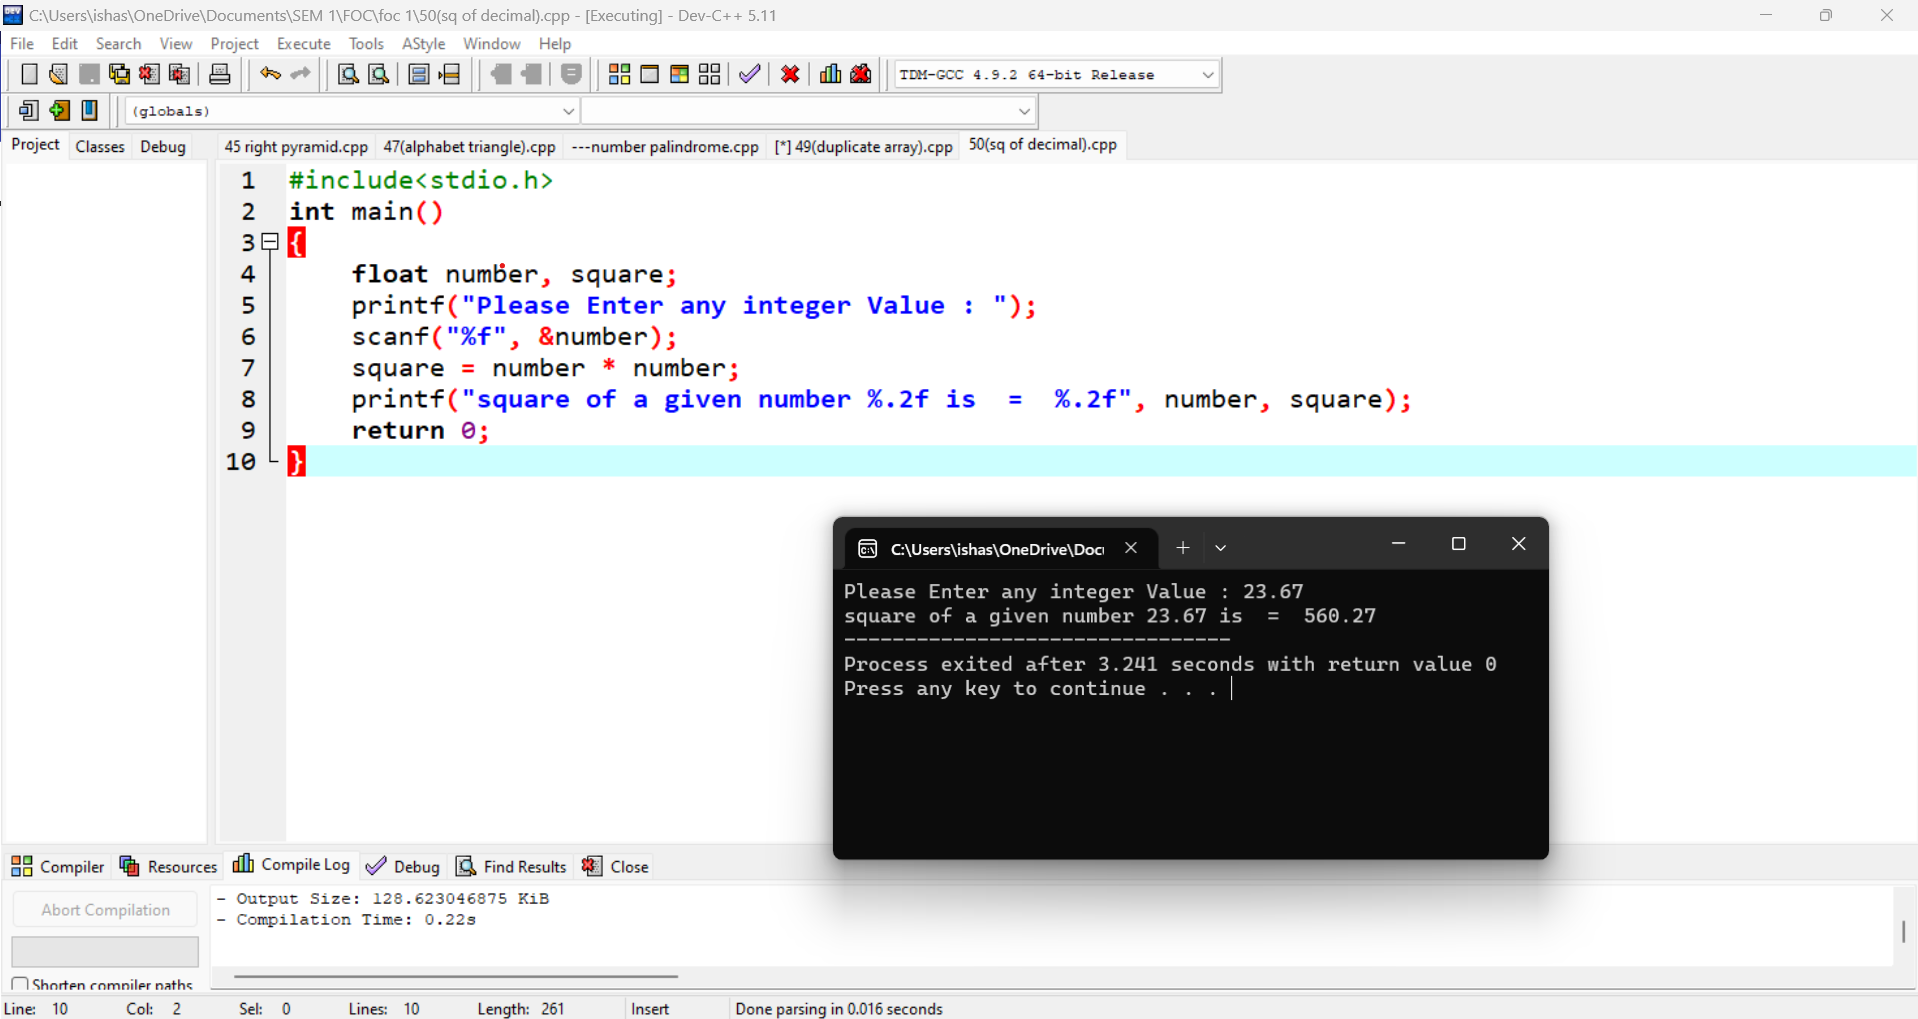 C:\Users\ishas\OneDrive\Documents\SEM 1\FOC\foc 1\50(sq of decimal).cpp - [Executing] - Dev-C++ 5.11
File Edit Search View Project Execute Tools AStyle Window Help
TDM-GCC 4.9.2 64-bit Release
(globals)
Project Classes Debug
45 right pyramid.cpp 47(alphabet triangle).cpp ---number palindrome.cpp [*] 49(duplicate array).cpp 50(sq of decimal).cpp
1 #include<stdio.h>
2 int main()
3 {
4 float number, square;
5 printf("Please Enter any integer Value : ");
6 scanf("%f", &number);
7 square = number * number;
8 printf("square of a given number %.2f is  =  %.2f", number, square);
9 return 0;
10 }
C:\Users\ishas\OneDrive\Docu
Please Enter any integer Value : 23.67
square of a given number 23.67 is  =  560.27
--------------------------------
Process exited after 3.241 seconds with return value 0
Press any key to continue . . .
Compiler Resources Compile Log Debug Find Results Close
Abort Compilation
- Output Size: 128.623046875 KiB
- Compilation Time: 0.22s
Shorten compiler paths
Line: 10 Col: 2 Sel: 0 Lines: 10 Length: 261 Insert Done parsing in 0.016 seconds